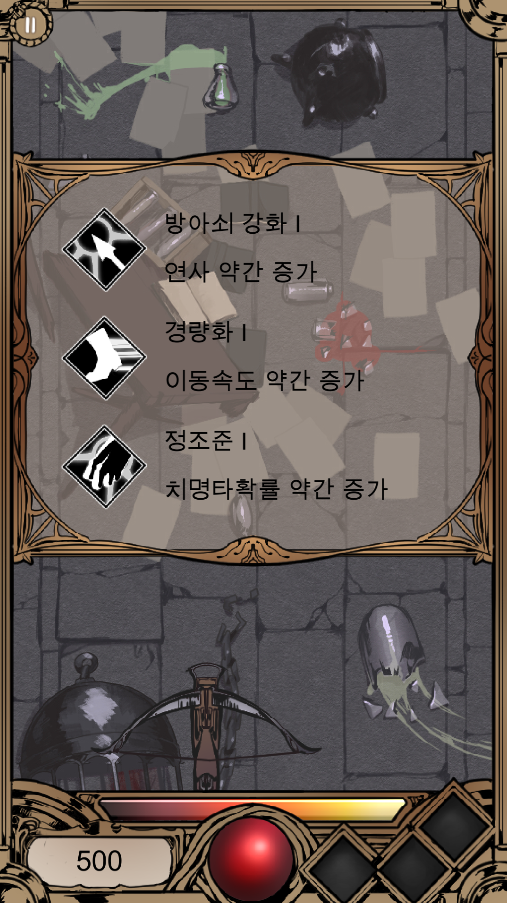 방아쇠 강화 I
연사 약간 증가
경량화 I
이동속도 약간 증가
정조준 I
치명타확률 약간 증가
500